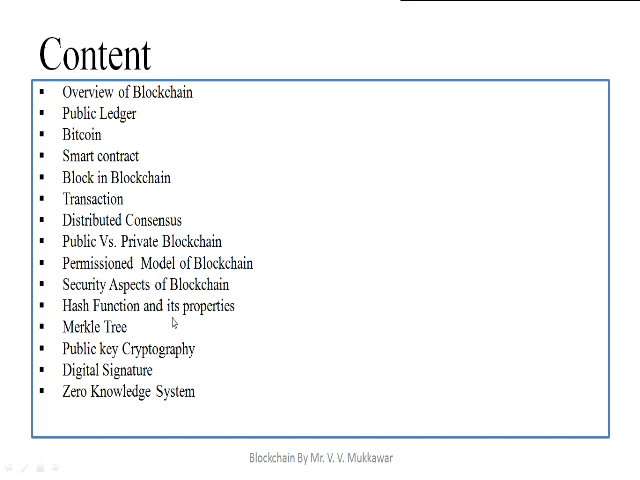 Content
▪ Overview of Blockchain
▪ Public Ledger
▪ Bitcoin
▪ Smart contract
▪ Block in Blockchain
▪ Transaction
▪ Distributed Consensus
▪ Public Vs. Private Blockchain
▪ Permissioned Model of Blockchain
▪ Security Aspects of Blockchain
▪ Hash Function and its properties
▪ Merkle Tree
▪ Public key Cryptography
▪ Digital Signature
▪ Zero Knowledge System
Blockchain By Mr. V. V. Mukkawar